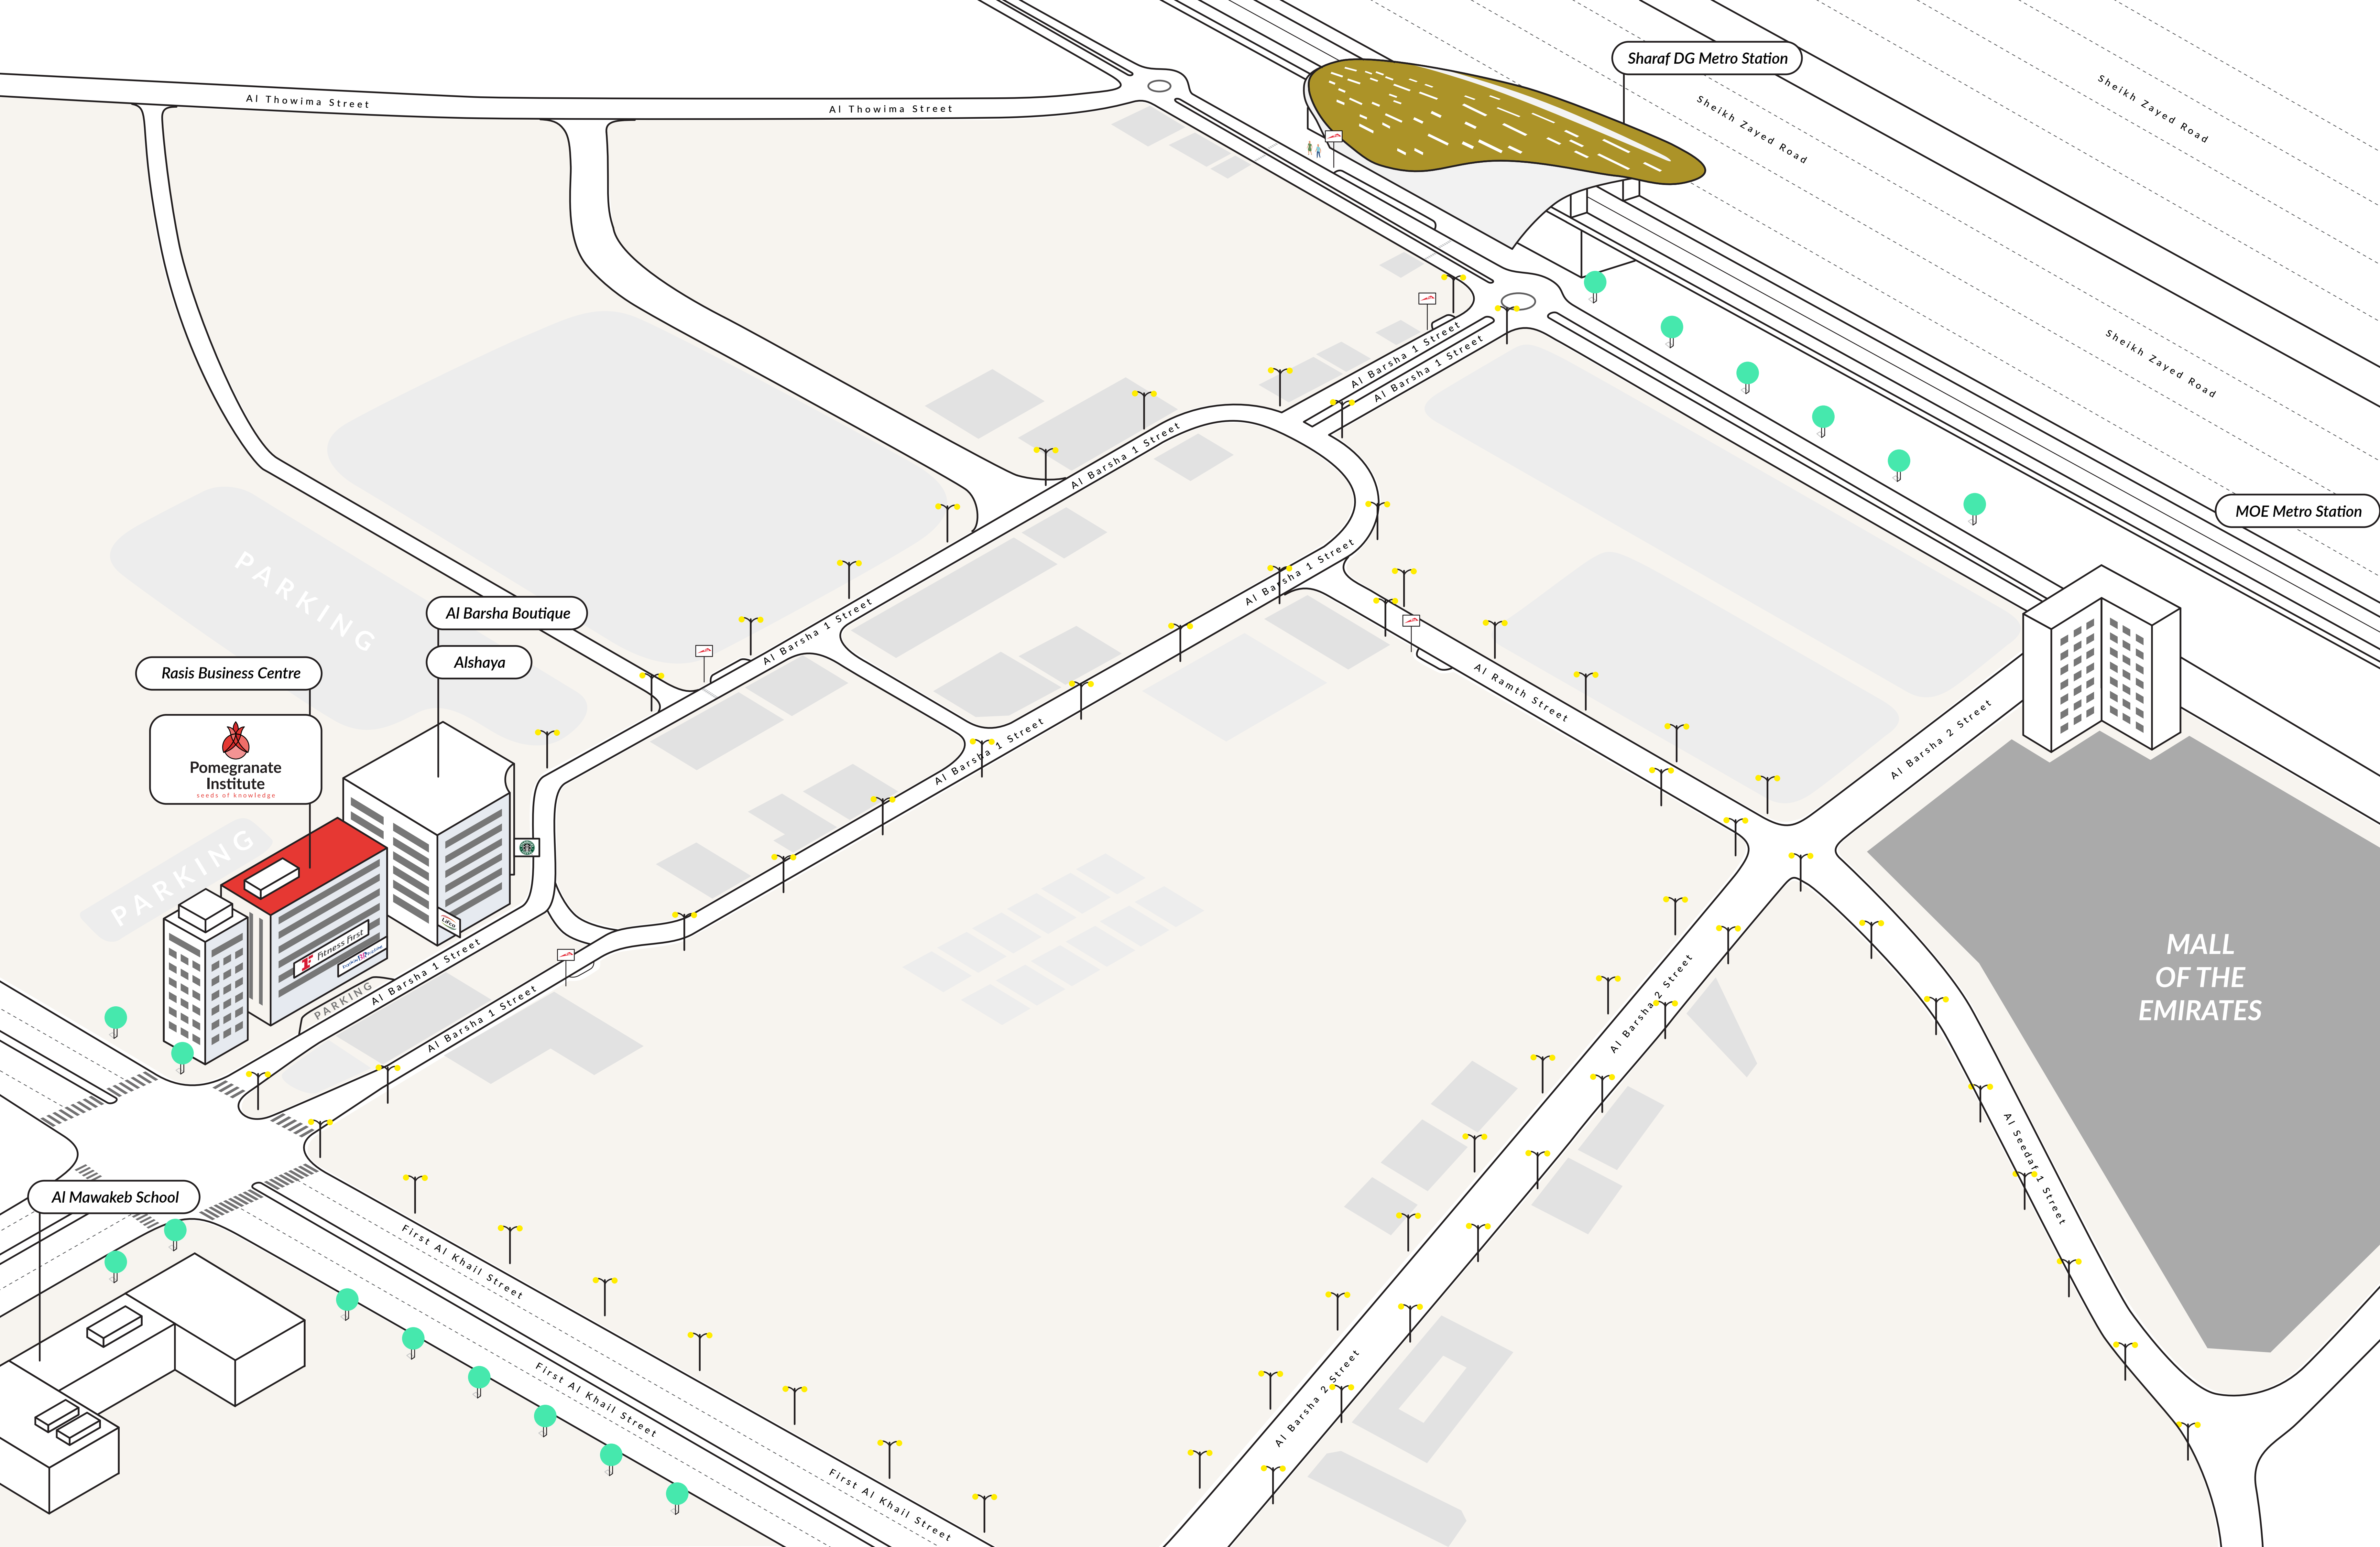 Sharaf DG Metro Station
Sheikh Zayed Road
Sheikh Zayed Road
Al Thowima Street
Al Thowima Street
Sheikh Zayed Road
Al Barsha 1 Street
Al Barsha 1 Street
Al Barsha 1 Street
MOE Metro Station
PARKING
Al Barsha 1 Street
Al Barsha 1 Street
Al Barsha Boutique
Alshaya
Rasis Business Centre
Al Ramth Street
Al Barsha 2 Street
Al Barsha 1 Street
Pomegranate
Institute
seeds of knowledge
PARKING
Fitness First
LIFCO
Al Barsha 1 Street
PARKING
Al Barsha 1 Street
MALL
OF THE
EMIRATES
Al Barsha 2 Street
Al Seedaf 1 Street
Al Mawakeb School
First Al Khail Street
First Al Khail Street
Al Barsha 2 Street
First Al Khail Street